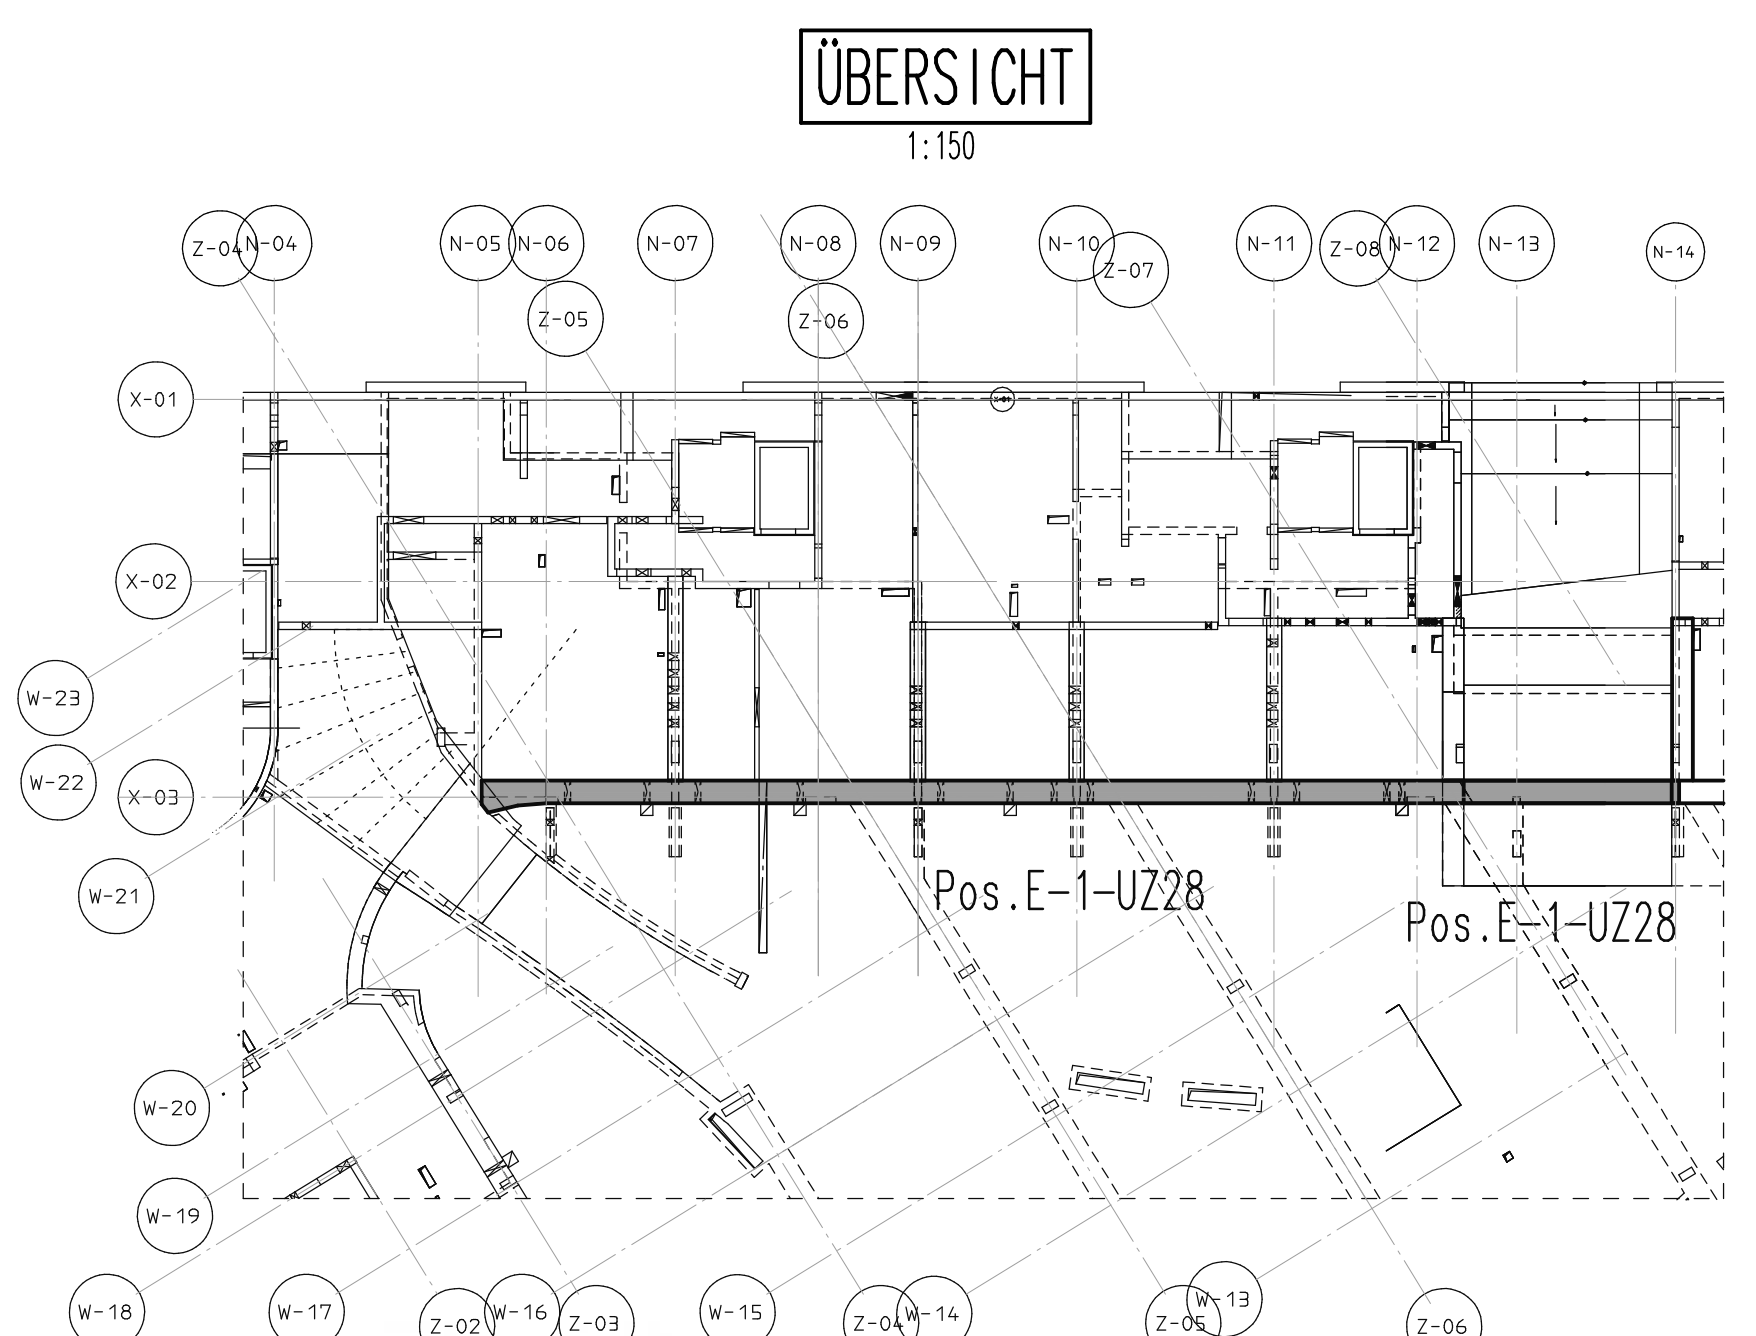 ÜBERSICHT
1:150
Z-04
N-04
N-05
N-06
N-07
N-08
N-09
N-10
Z-07
N-11
Z-08
N-12
N-13
N-14
Z-05
Z-06
X-01
X-01
X-02
W-23
W-22
X-03
W-21
Pos.E-1-UZ28
Pos.E-1-UZ28
W-20
W-19
W-18
W-17
Z-02
W-16
Z-03
W-15
Z-04
W-14
Z-05
W-13
Z-06